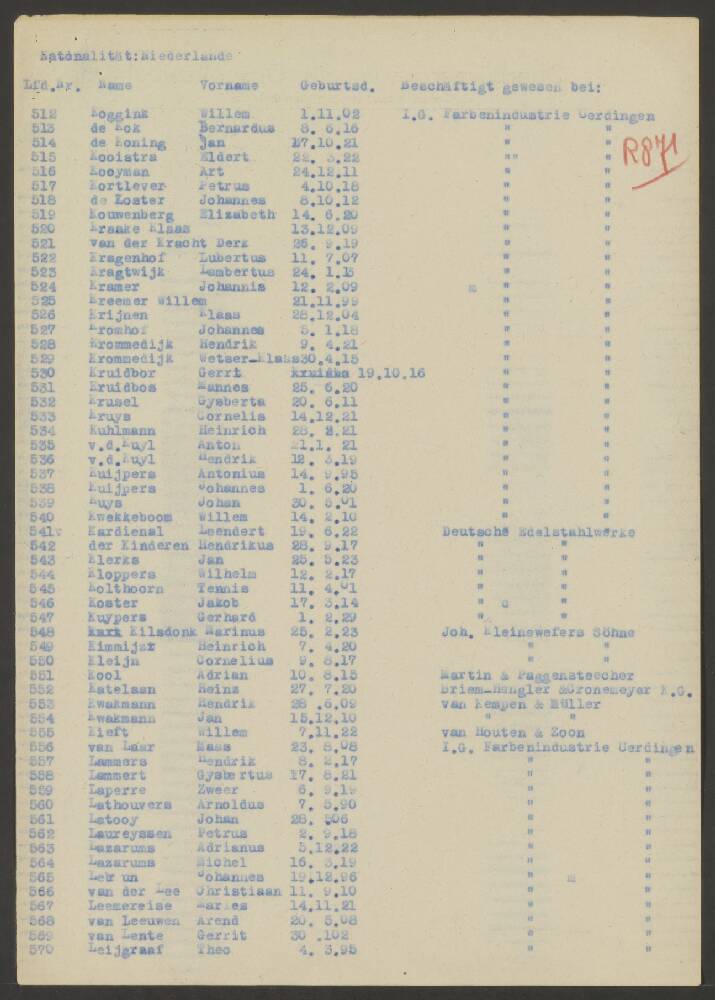 Natonalität:Niederlande
Lfd.Nr. Name Vorname Geburtsd. Beschäftigt gewesen bei:
512 Koggink Willem 1.11.02 I.G. Farbenindustrie Uerdingen
513 de Kok Bernardus 8. 6.16 " "
514 de Koning Jan 17.10.21 " "
R871
515 Kooistra Eldert 22. 3.22 "" "
516 Kooyman Art 24.12.11 " "
517 Kortlever Petrus 4.10.18 " "
518 de Koster Johannes 8.10.12 " "
519 Kouwenberg Elizabeth 14. 6.20 " "
520 Kraake Klaas 13.12.09 " "
521 van der Kracht Derk 26. 9.19 " "
522 Kragenhof Lubertus 11. 7.07 " "
523 Kragtwijk Lambertus 24. 1.13 " "
524 Kramer Johannis 12. 2.09 " "
525 Kreemer Willem 21.11.99 " "
526 Krijnen Klaas 28.12.04 " "
527 Kromhof Johannes 5. 1.18 " "
528 Krommedijk Hendrik 9. 4.21 " "
529 Krommedijk Wetser-Klaas 30.4.15 " "
530 Kruidbor Gerrt 19.10.16 " "
531 Kruidbos Mannes 25. 6.20 " "
532 Krusel Gysberta 20. 6.11 " "
533 Kruys Cornelis 14.12.21 " "
534 Kuhlmann Heinrich 28. 2.21 " "
535 v.d.Kuyl Anton 21.1. 21 " "
536 v.d.Kuyl Hendrik 12. 3.19 " "
537 Kuijpers Antonius 14. 9.95 " "
538 Kuijpers Johannes 1. 6.20 " "
539 Kuys Johan 30. 5.01 " "
540 Kwekkeboom Willem 14. 2.10 " "
541 Kardienal Leendert 19. 6.22 Deutsche Edelstahlwerke
542 der Kinderen Hendrikus 28. 9.17 " "
543 Klerks Jan 25. 5.23 " "
544 Kloppers Wilhelm 12. 2.17 " "
545 Kolthoorn Tennis 11. 4.01 " "
546 Koster Jakob 17. 3.14 " "
547 Kuypers Gerhard 1. 2.29 " "
548 Kilsdonk Marinus 25. 2.23 Joh. Kleinewefers Söhne
549 Kimmijzr Heinrich 7. 4.20 " "
550 Kleijn Cornelius 9. 8.17 " "
551 Kool Adrian 10. 8.15 Martin & Paggensteecher
552 Katelaan Heinz 27. 7.20 Briem-Hengler &Cronemeyer K.G.
553 Kwakmann Hendrik 28 .6.09 van Kempen & Müller
554 Kwakmann Jan 15.12.10 " "
555 Kieft Willem 7.11.22 van Houten & Zoon
556 van Laar Maas 23. 8.08 I.G. Farbenindustrie Uerdingen
557 Lammers Hendrik 8. 2.17 " "
558 Lammert Gysbertus 17. 8.21 " "
559 Laperre Zweer 6. 9.19 " "
560 Lathouvers Arnoldus 7. 5.90 " "
561 Latooy Johan 28. 506 " "
562 Laureyssen Petrus 2. 9.18 " "
563 Lazarums Adrianus 5.12.22 " "
564 Lazarums Michel 16. 3.19 " "
565 Johannes 19.12.96 " "
566 van der Lee Christiaan 11. 9.10 " "
567 Leemereise Maries 14.11.21 " "
568 van Leeuwen Arend 20. 5.08 " "
569 van Lente Gerrit 30 .102 " "
570 Leijgraaf Theo 4. 3.95 " "